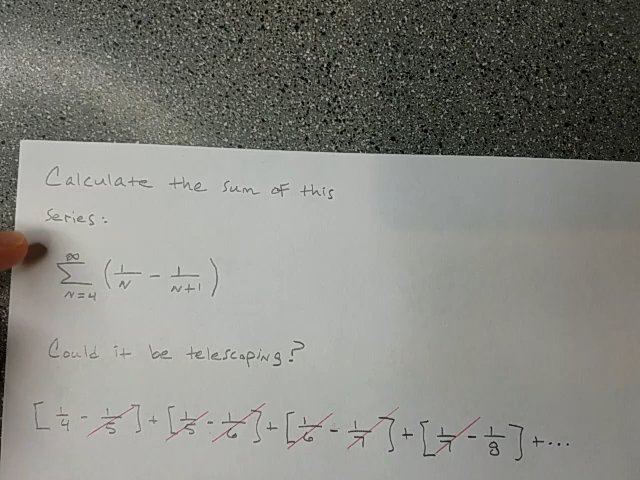 Calculate the sum of this
series:
∞
∑ (1/N - 1/N+1)
N=4
Could it be telescoping?
[1/4 - 1/5] + [1/5 - 1/6] + [1/6 - 1/7] + [1/7 - 1/8] + ...